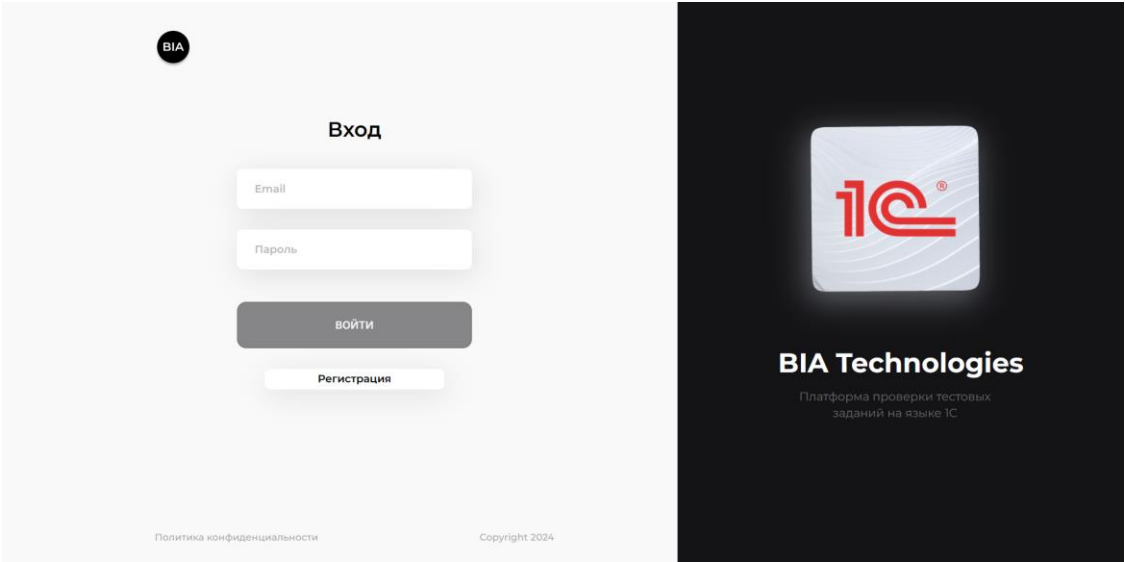 BIA
Вход
Email
Пароль
ВОЙТИ
Регистрация
Политика конфиденциальности
Copyright 2024
1С®
BIA Technologies
Платформа проверки тестовых
заданий на языке 1С